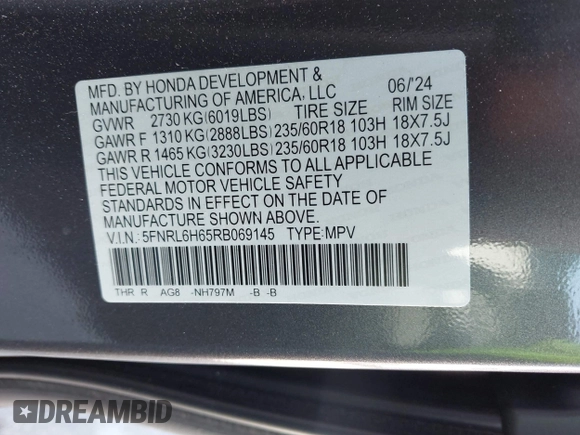 MFD. BY HONDA DEVELOPMENT & 06/'24
MANUFACTURING OF AMERICA, LLC
GVWR 2730 KG(6019LBS) TIRE SIZE RIM SIZE
GAWR F 1310 KG(2888LBS) 235/60R18 103H 18X7.5J
GAWR R 1465 KG(3230LBS) 235/60R18 103H 18X7.5J
THIS VEHICLE CONFORMS TO ALL APPLICABLE
FEDERAL MOTOR VEHICLE SAFETY
STANDARDS IN EFFECT ON THE DATE OF
MANUFACTURE SHOWN ABOVE.
V.I.N.: 5FNRL6H65RB069145 TYPE:MPV
THR R AG8 -NH797M -B -B
DREAMBID